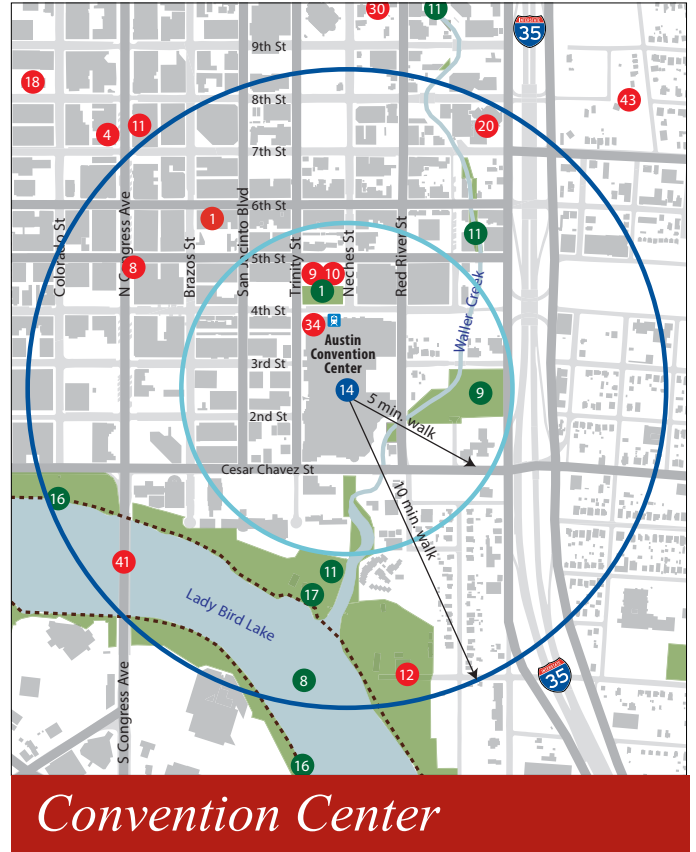 30
11
35
9th St
18
8th St
43
11
4
20
7th St
6th St
1
11
Colorado St
N Congress Ave
Brazos St
San Jacinto Blvd
Trinity St
Neches St
Red River St
5th St
8
9
10
1
4th St
34
Waller Creek
Austin
Convention
Center
3rd St
14
9
5 min. walk
2nd St
Cesar Chavez St
10 min. walk
16
41
11
17
Lady Bird Lake
8
12
35
S Congress Ave
16
Convention Center